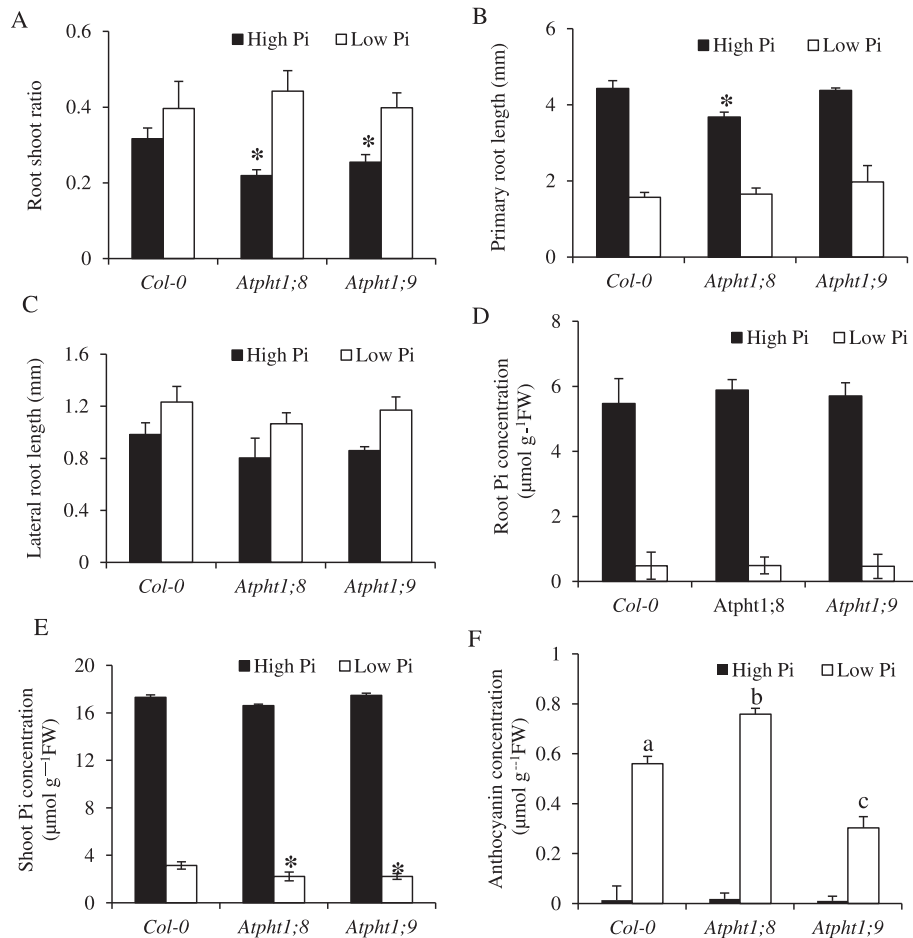 A
Root shoot ratio
0.6
0.4
0.2
0
High Pi Low Pi
*
*
Col-0 Atpht1;8 Atpht1;9
B
Primary root length (mm)
6
4
2
0
High Pi Low Pi
*
Col-0 Atpht1;8 Atpht1;9
C
Lateral root length (mm)
1.6
1.2
0.8
0.4
0
High Pi Low Pi
Col-0 Atpht1;8 Atpht1;9
D
Root Pi concentration
(µmol g-1FW)
8
6
4
2
0
High Pi Low Pi
Col-0 Atpht1;8 Atpht1;9
E
Shoot Pi concentration
(µmol g—1FW)
20
16
12
8
4
0
High Pi Low Pi
*
*
Col-0 Atpht1;8 Atpht1;9
F
Anthocyanin concentration
(µmol g--1FW)
1
0.8
0.6
0.4
0.2
0
High Pi Low Pi
a
b
c
Col-0 Atpht1;8 Atpht1;9